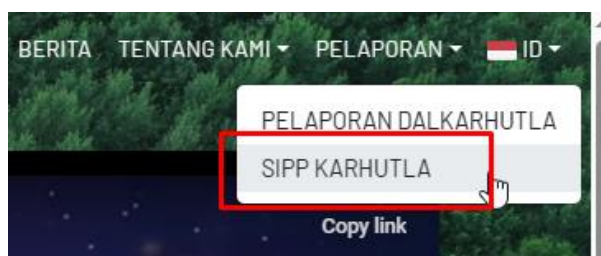 BERITA TENTANG KAMI PELAPORAN ID
PELAPORAN DALKARHUTLA
SIPP KARHUTLA
Copy link